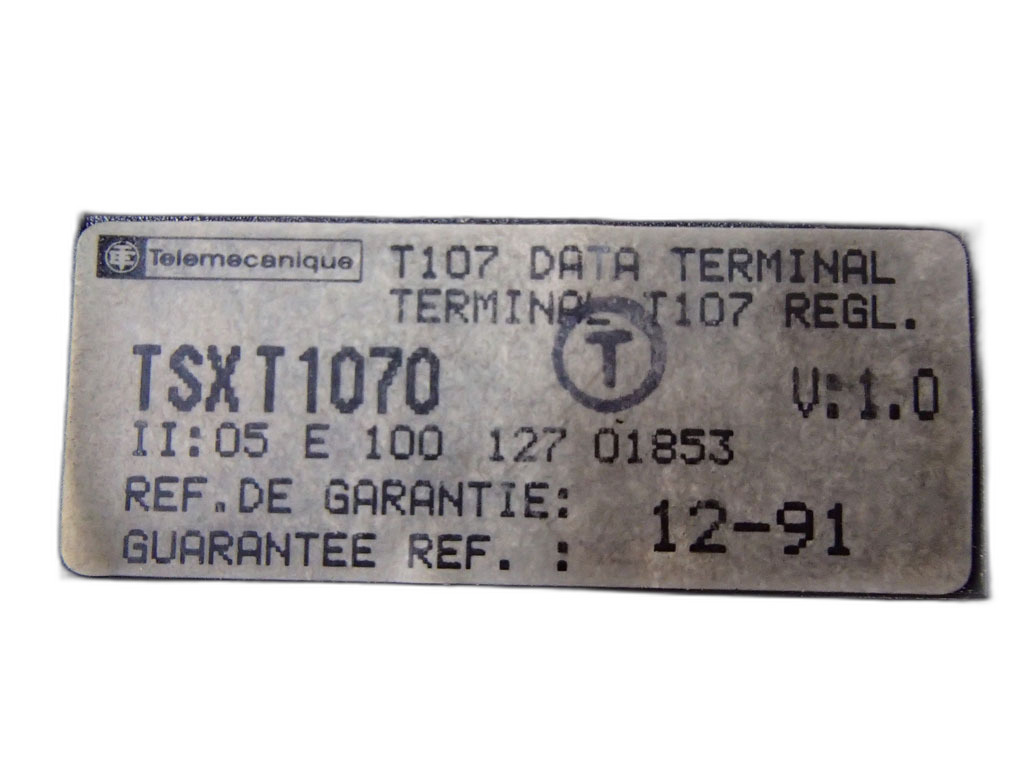 TE Telemecanique
T107 DATA TERMINAL
TERMINAL T107 REGL.
T
TSX T1070
V:1.0
II:05 E 100 127 01853
REF.DE GARANTIE:
GUARANTEE REF. :
12-91